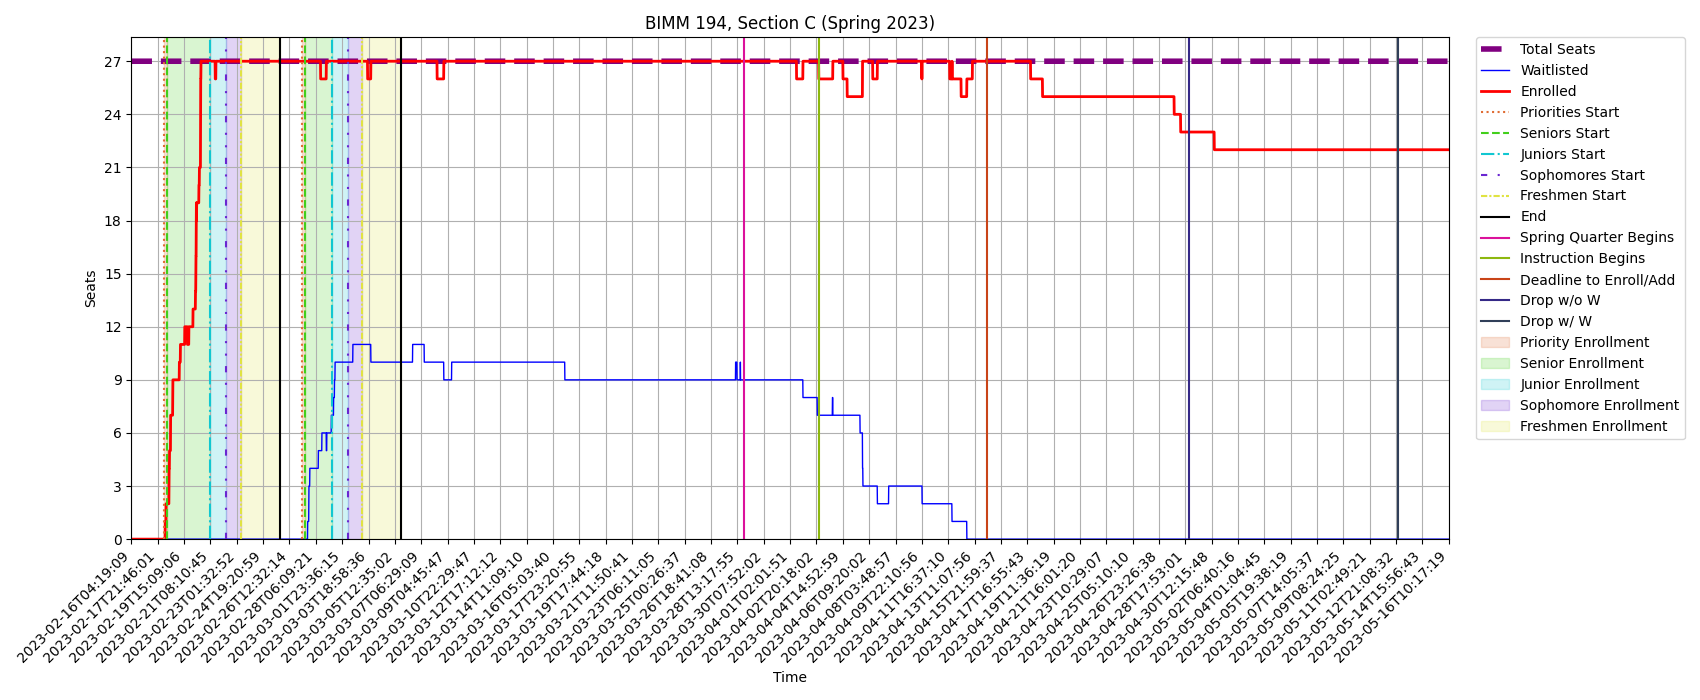 BIMM 194, Section C (Spring 2023)
Seats
27
24
21
18
15
12
9
6
3
0
2023-02-16T04:19:09
2023-02-17T21:46:01
2023-02-19T15:09:06
2023-02-21T08:10:45
2023-02-23T01:32:52
2023-02-24T19:20:59
2023-02-26T12:32:14
2023-02-28T06:09:21
2023-03-01T23:36:15
2023-03-03T18:58:36
2023-03-05T12:35:02
2023-03-07T06:29:09
2023-03-09T04:45:47
2023-03-10T22:29:47
2023-03-12T17:12:12
2023-03-14T11:09:10
2023-03-16T05:03:40
2023-03-17T23:20:55
2023-03-19T17:44:18
2023-03-21T11:50:41
2023-03-23T06:11:05
2023-03-25T00:26:37
2023-03-26T18:41:08
2023-03-28T13:17:55
2023-03-30T07:52:02
2023-04-01T02:01:51
2023-04-02T20:18:02
2023-04-04T14:52:59
2023-04-06T09:20:02
2023-04-08T03:48:57
2023-04-09T22:10:56
2023-04-11T16:37:10
2023-04-13T11:07:56
2023-04-15T21:59:37
2023-04-17T16:55:43
2023-04-19T11:36:19
2023-04-21T06:01:20
2023-04-23T10:29:07
2023-04-25T05:10:16
2023-04-26T23:26:38
2023-04-28T17:53:01
2023-04-30T12:15:48
2023-05-02T06:40:16
2023-05-04T01:04:45
2023-05-05T19:38:19
2023-05-07T14:05:37
2023-05-09T08:24:25
2023-05-11T02:49:21
2023-05-12T21:08:32
2023-05-14T15:56:43
2023-05-16T10:17:19
Time
Total Seats
Waitlisted
Enrolled
Priorities Start
Seniors Start
Juniors Start
Sophomores Start
Freshmen Start
End
Spring Quarter Begins
Instruction Begins
Deadline to Enroll/Add
Drop w/o W
Drop w/ W
Priority Enrollment
Senior Enrollment
Junior Enrollment
Sophomore Enrollment
Freshmen Enrollment